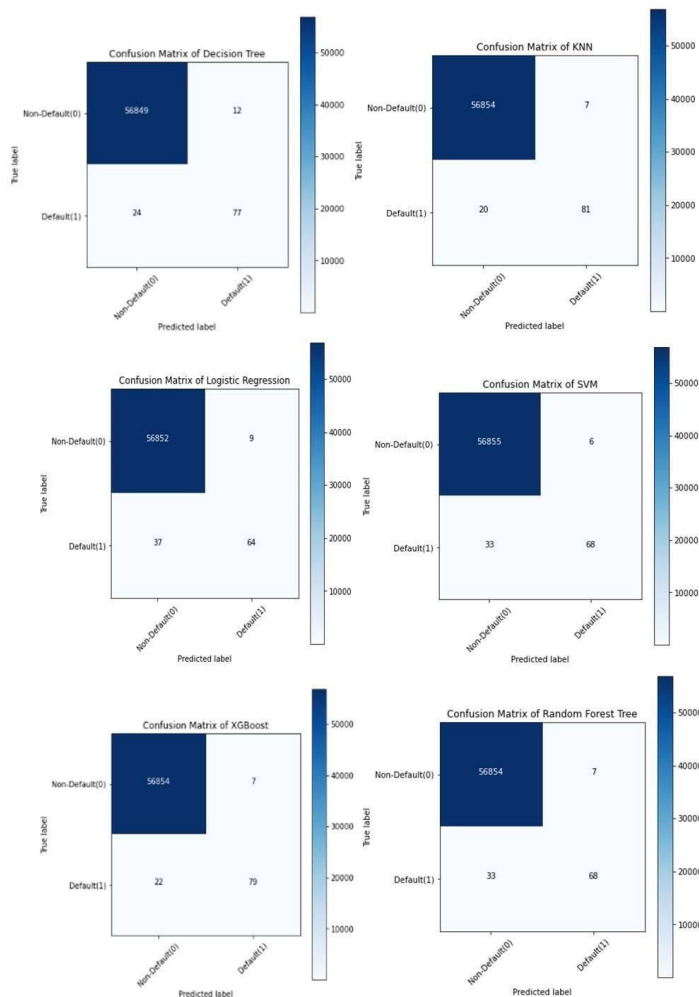 Confusion Matrix of Decision Tree
Non-Default(0)
Default(1)
True label
56849 12
24 77
Non-Default(0)
Default(1)
Predicted label
50000
40000
30000
20000
10000
Confusion Matrix of KNN
Non-Default(0)
Default(1)
True label
56854 7
20 81
Non-Default(0)
Default(1)
Predicted label
50000
40000
30000
20000
10000
Confusion Matrix of Logistic Regression
Non-Default(0)
Default(1)
True label
56852 9
37 64
Non-Default(0)
Default(1)
Predicted label
50000
40000
30000
20000
10000
Confusion Matrix of SVM
Non-Default(0)
Default(1)
True label
56855 6
33 68
Non-Default(0)
Default(1)
Predicted label
50000
40000
30000
20000
10000
Confusion Matrix of XGBoost
Non-Default(0)
Default(1)
True label
56854 7
22 79
Non-Default(0)
Default(1)
Predicted label
50000
40000
30000
20000
10000
Confusion Matrix of Random Forest Tree
Non-Default(0)
Default(1)
True label
56854 7
33 68
Non-Default(0)
Default(1)
Predicted label
50000
40000
30000
20000
10000